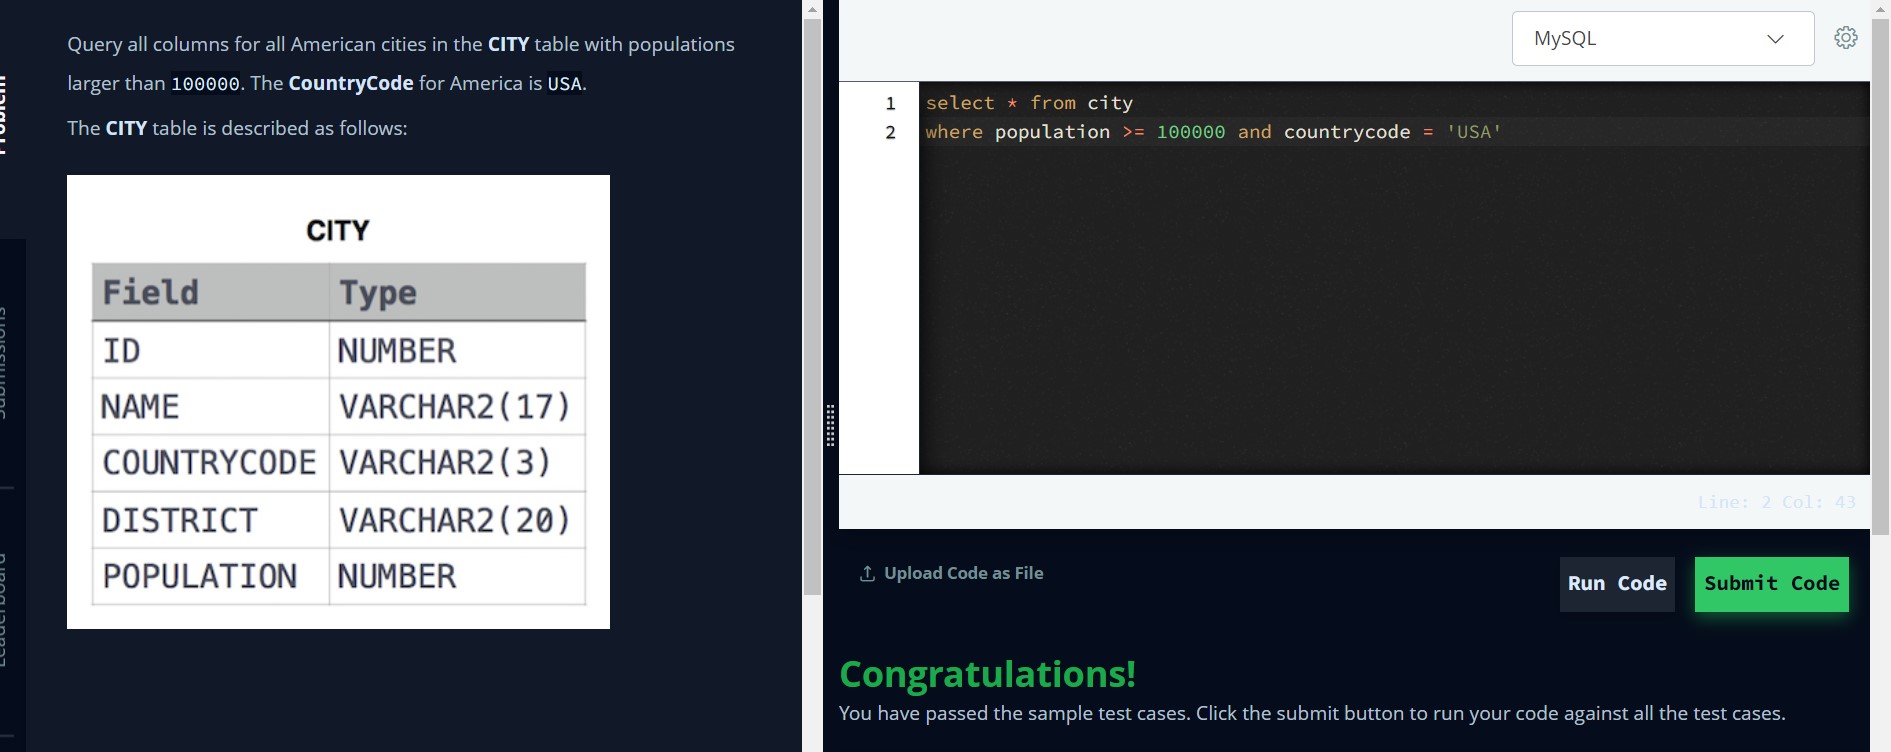 Query all columns for all American cities in the CITY table with populations
larger than 100000. The CountryCode for America is USA.
The CITY table is described as follows:
CITY
Field Type
ID NUMBER
NAME VARCHAR2(17)
COUNTRYCODE VARCHAR2(3)
DISTRICT VARCHAR2(20)
POPULATION NUMBER
MySQL
1 select * from city
2 where population >= 100000 and countrycode = 'USA'
Line: 2 Col: 43
Upload Code as File
Run Code
Submit Code
Congratulations!
You have passed the sample test cases. Click the submit button to run your code against all the test cases.